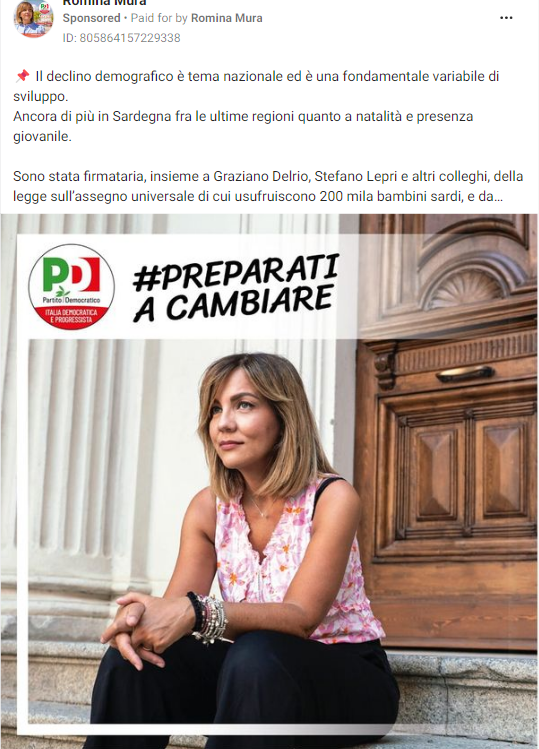 Romina Mura
Sponsored • Paid for by Romina Mura
ID: 805864157229338
📌 Il declino demografico è tema nazionale ed è una fondamentale variabile di
sviluppo.
Ancora di più in Sardegna fra le ultime regioni quanto a natalità e presenza
giovanile.
Sono stata firmataria, insieme a Graziano Delrio, Stefano Lepri e altri colleghi, della
legge sull’assegno universale di cui usufruiscono 200 mila bambini sardi, e da…
PD
Partito Democratico
ITALIA DEMOCRATICA
E PROGRESSISTA
#PREPARATI
A CAMBIARE